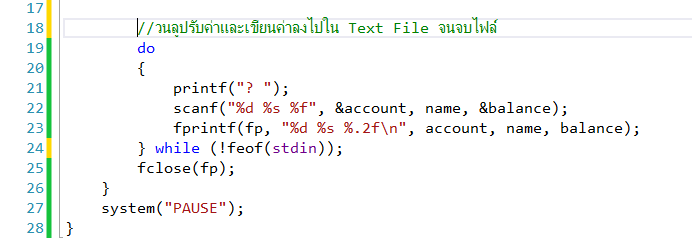 17
18 //วนลูปรับค่าและเขียนค่าลงไปใน Text File จนจบไฟล์
19 do
20 {
21 printf("? ");
22 scanf("%d %s %f", &account, name, &balance);
23 fprintf(fp, "%d %s %.2f\n", account, name, balance);
24 } while (!feof(stdin));
25 fclose(fp);
26 }
27 system("PAUSE");
28 }